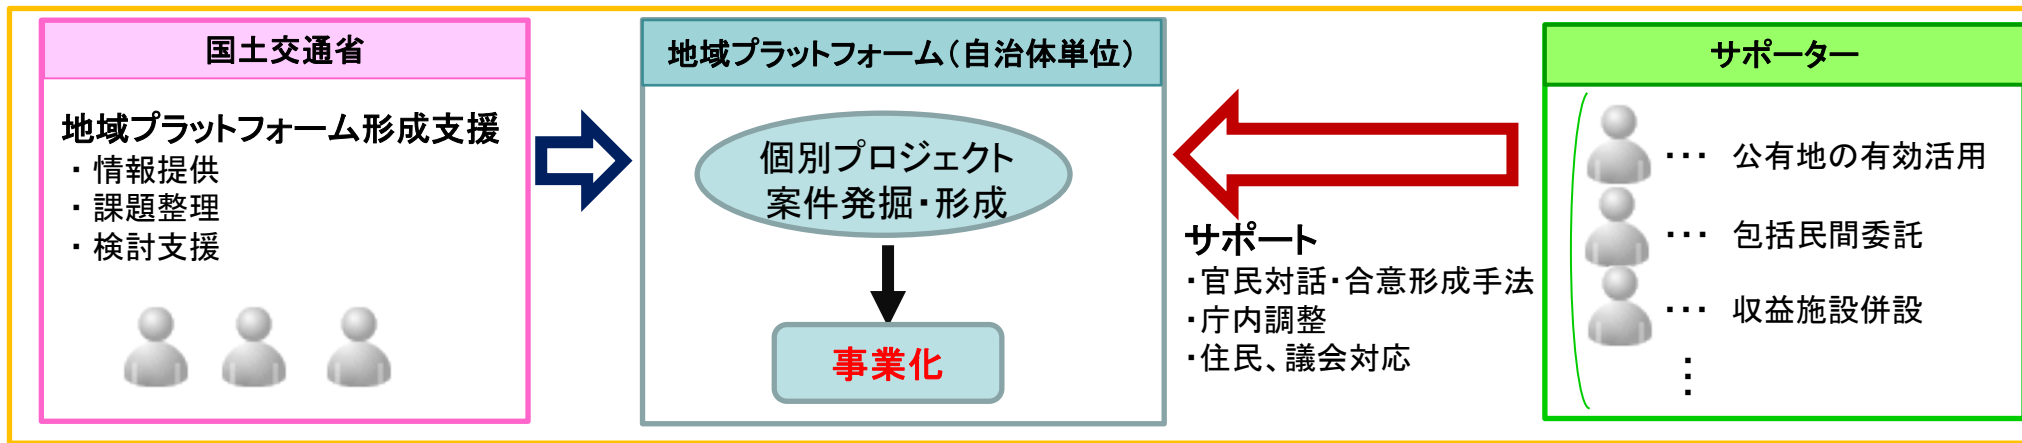 国土交通省
地域プラットフォーム形成支援
・情報提供
・課題整理
・検討支援
地域プラットフォーム(自治体単位)
個別プロジェクト
案件発掘・形成
事業化
サポート
・官民対話・合意形成手法
・庁内調整
・住民、議会対応
サポーター
・・・ 公有地の有効活用
・・・ 包括民間委託
・・・ 収益施設併設
・・・